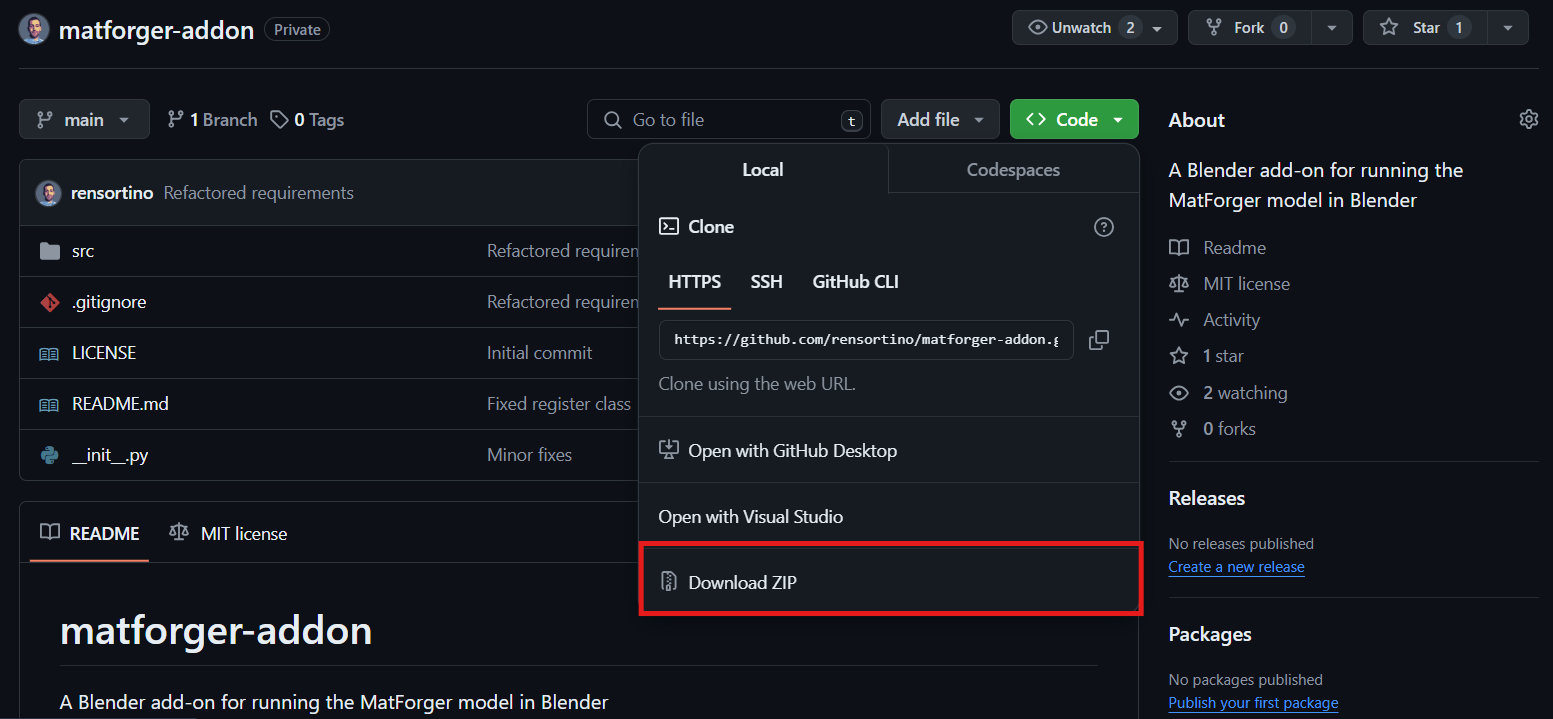 matforger-addon Private
Unwatch 2
Fork 0
Star 1
main
1 Branch
0 Tags
Go to file t
Add file
Code
rensortino Refactored requirements
src Refactored requiren
.gitignore Refactored requiren
LICENSE Initial commit
README.md Fixed register class
__init__.py Minor fixes
Local
Codespaces
Clone
HTTPS SSH GitHub CLI
https://github.com/rensortino/matforger-addon.g
Clone using the web URL.
Open with GitHub Desktop
Open with Visual Studio
Download ZIP
README MIT license
matforger-addon
A Blender add-on for running the MatForger model in Blender
About
A Blender add-on for running the
MatForger model in Blender
Readme
MIT license
Activity
1 star
2 watching
0 forks
Releases
No releases published
Create a new release
Packages
No packages published
Publish your first package